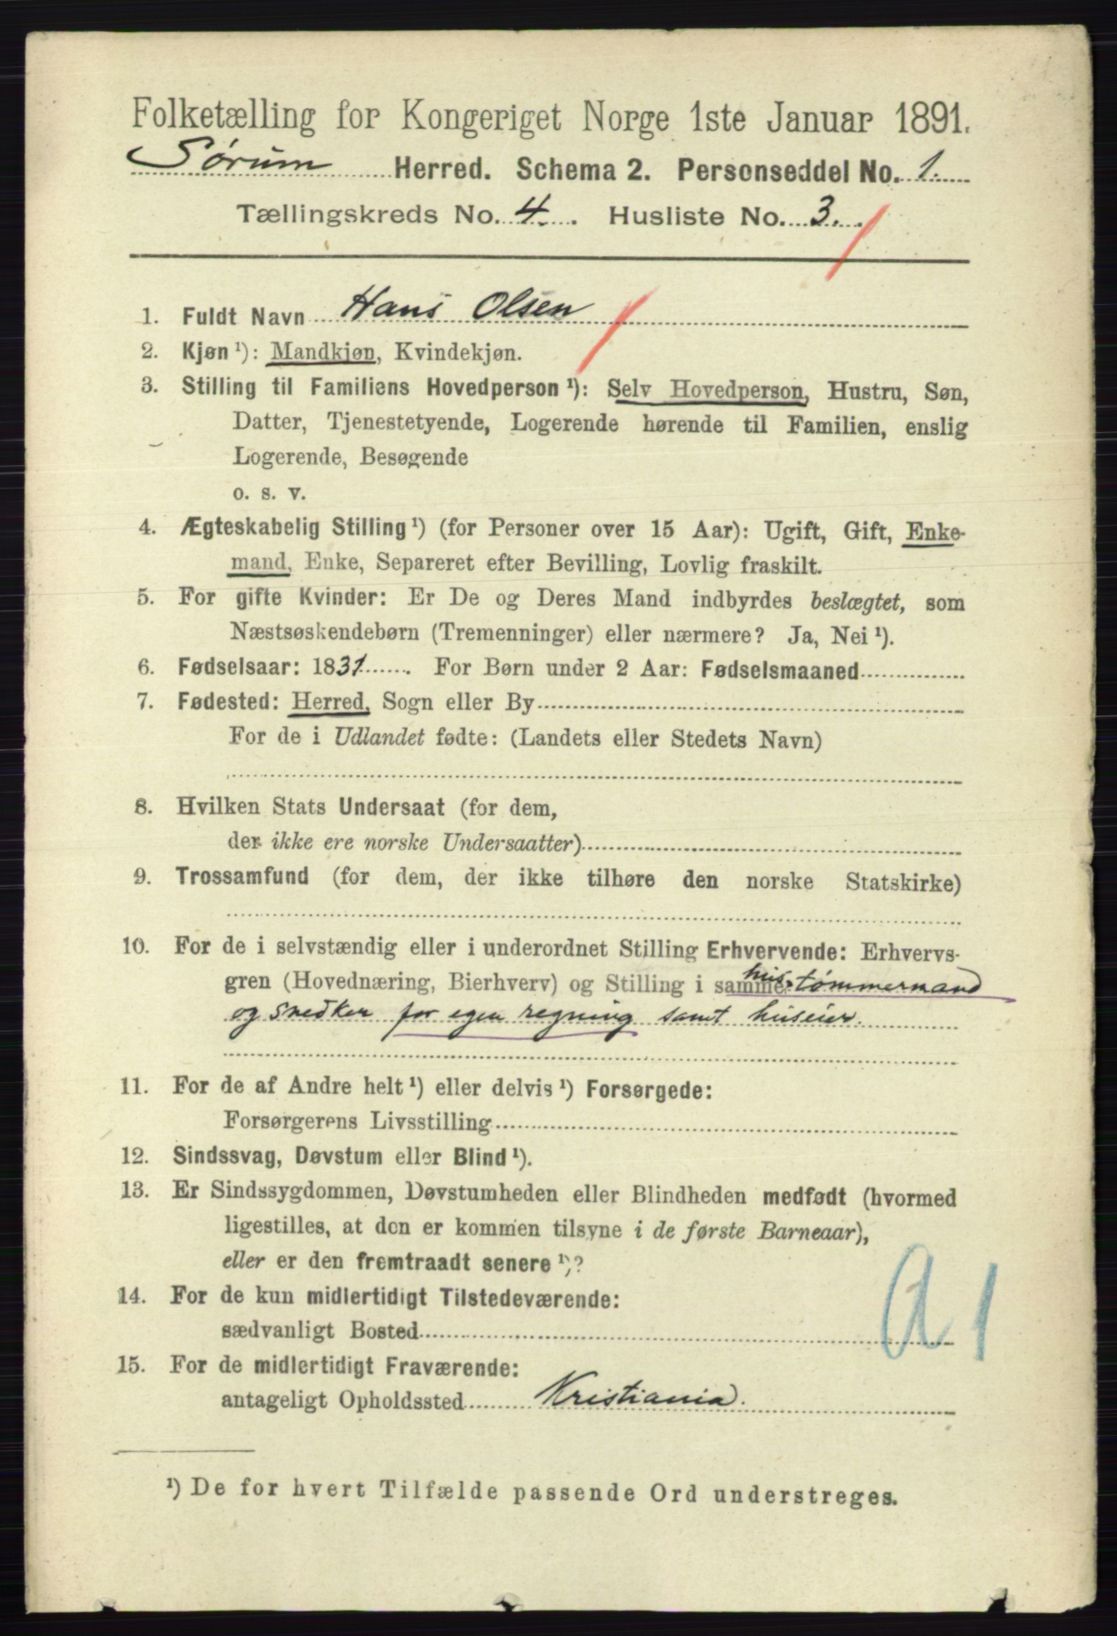 Folketælling for Kongeriget Norge 1ste Januar 1891.
Sørum Herred. Schema 2. Personseddel No. 1.
Tællingskreds No. 4. Husliste No. 3.
1. Fuldt Navn Hans Olsen
2. Kjøn ¹): Mandkjøn, Kvindekjøn.
3. Stilling til Familiens Hovedperson ¹): Selv Hovedperson, Hustru, Søn,
Datter, Tjenestetyende, Logerende hørende til Familien, enslig
Logerende, Besøgende
o. s. v.
4. Ægteskabelig Stilling ¹) (for Personer over 15 Aar): Ugift, Gift, Enke-
mand, Enke, Separeret efter Bevilling, Lovlig fraskilt.
5. For gifte Kvinder: Er De og Deres Mand indbyrdes beslægtet, som
Næstsøskendebørn (Tremenninger) eller nærmere? Ja, Nei ¹).
6. Fødselsaar: 1831. For Børn under 2 Aar: Fødselsmaaned
7. Fødested: Herred, Sogn eller By
For de i Udlandet fødte: (Landets eller Stedets Navn)
8. Hvilken Stats Undersaat (for dem,
der ikke ere norske Undersaatter)
9. Trossamfund (for dem, der ikke tilhøre den norske Statskirke)
10. For de i selvstændig eller i underordnet Stilling Erhvervende: Erhvervs-
gren (Hovednæring, Bierhverv) og Stilling i samme hustømmermand
og snedker for egen regning samt huseier.
11. For de af Andre helt ¹) eller delvis ¹) Forsørgede:
Forsørgerens Livsstilling
12. Sindssvag, Døvstum eller Blind ¹).
13. Er Sindssygdommen, Døvstumheden eller Blindheden medfødt (hvormed
ligestilles, at den er kommen tilsyne i de første Barneaar),
eller er den fremtraadt senere ¹)?
14. For de kun midlertidigt Tilstedeværende:
sædvanligt Bosted
A1
15. For de midlertidigt Fraværende:
antageligt Opholdssted Kristiania.
¹) De for hvert Tilfælde passende Ord understreges.